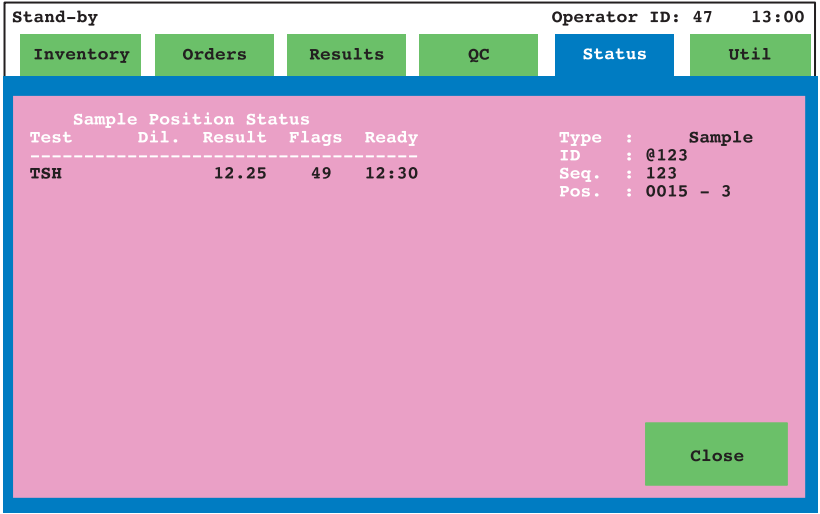 Stand-by Operator ID: 47 13:00
Inventory Orders Results QC Status Util
Sample Position Status
Test Dil. Result Flags Ready
------------------------------------
TSH 12.25 49 12:30
Type : Sample
ID : @123
Seq. : 123
Pos. : 0015 - 3
Close